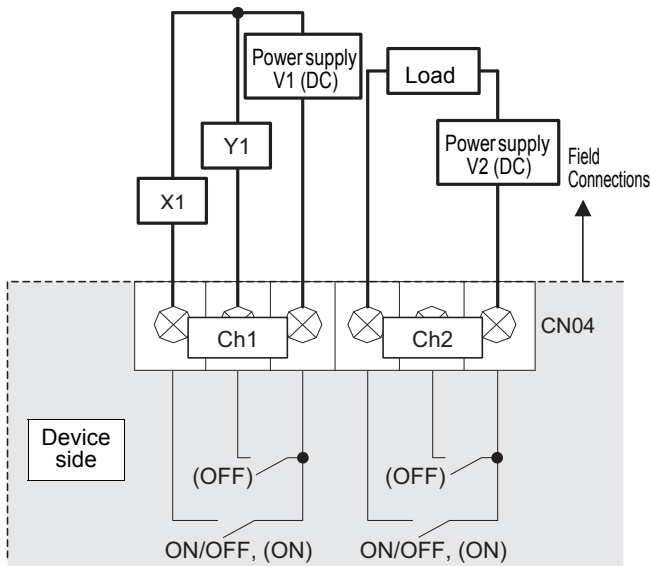 Power supply
V1 (DC)
Load
Y1
Power supply
V2 (DC)
Field
Connections
X1
Ch1
Ch2
CN04
Device
side
(OFF)
(OFF)
ON/OFF, (ON)
ON/OFF, (ON)